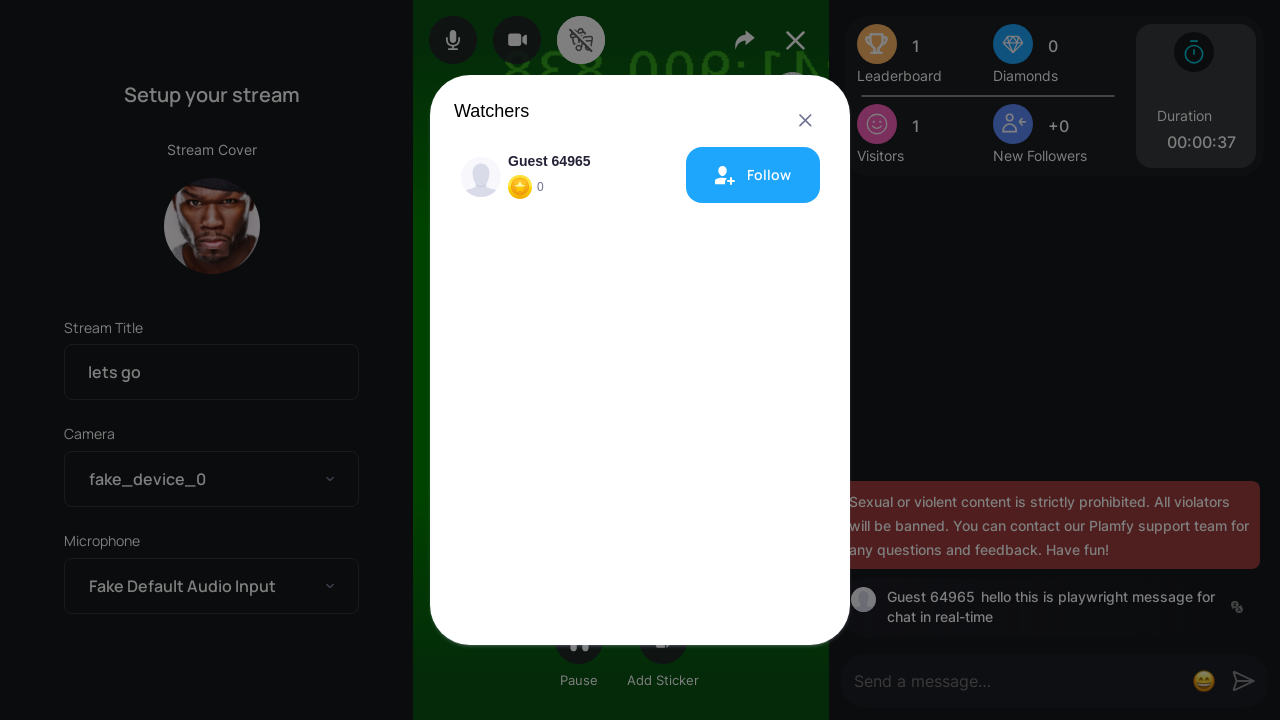 Setup your stream
Stream Cover
Stream Title
lets go
Camera
fake_device_0
Microphone
Fake Default Audio Input
Watchers
Guest 64965
0
Follow
Pause
Add Sticker
1
Leaderboard
0
Diamonds
1
Visitors
+0
New Followers
Duration
00:00:37
Sexual or violent content is strictly prohibited. All violators
will be banned. You can contact our Plamfy support team for
any questions and feedback. Have fun!
Guest 64965 hello this is playwright message for
chat in real-time
Send a message...